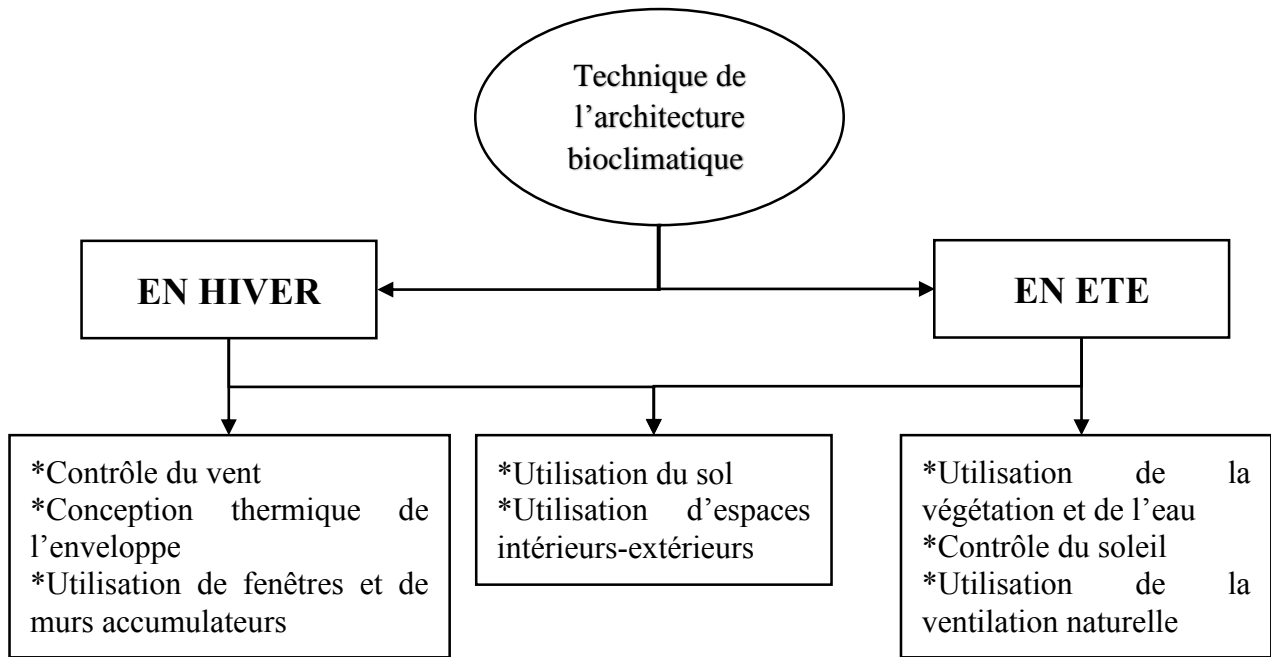 Technique de
l’architecture
bioclimatique
EN HIVER
EN ETE
*Contrôle du vent
*Conception thermique de
l’enveloppe
*Utilisation de fenêtres et de
murs accumulateurs
*Utilisation du sol
*Utilisation d’espaces
intérieurs-extérieurs
*Utilisation de la
végétation et de l’eau
*Contrôle du soleil
*Utilisation de la
ventilation naturelle